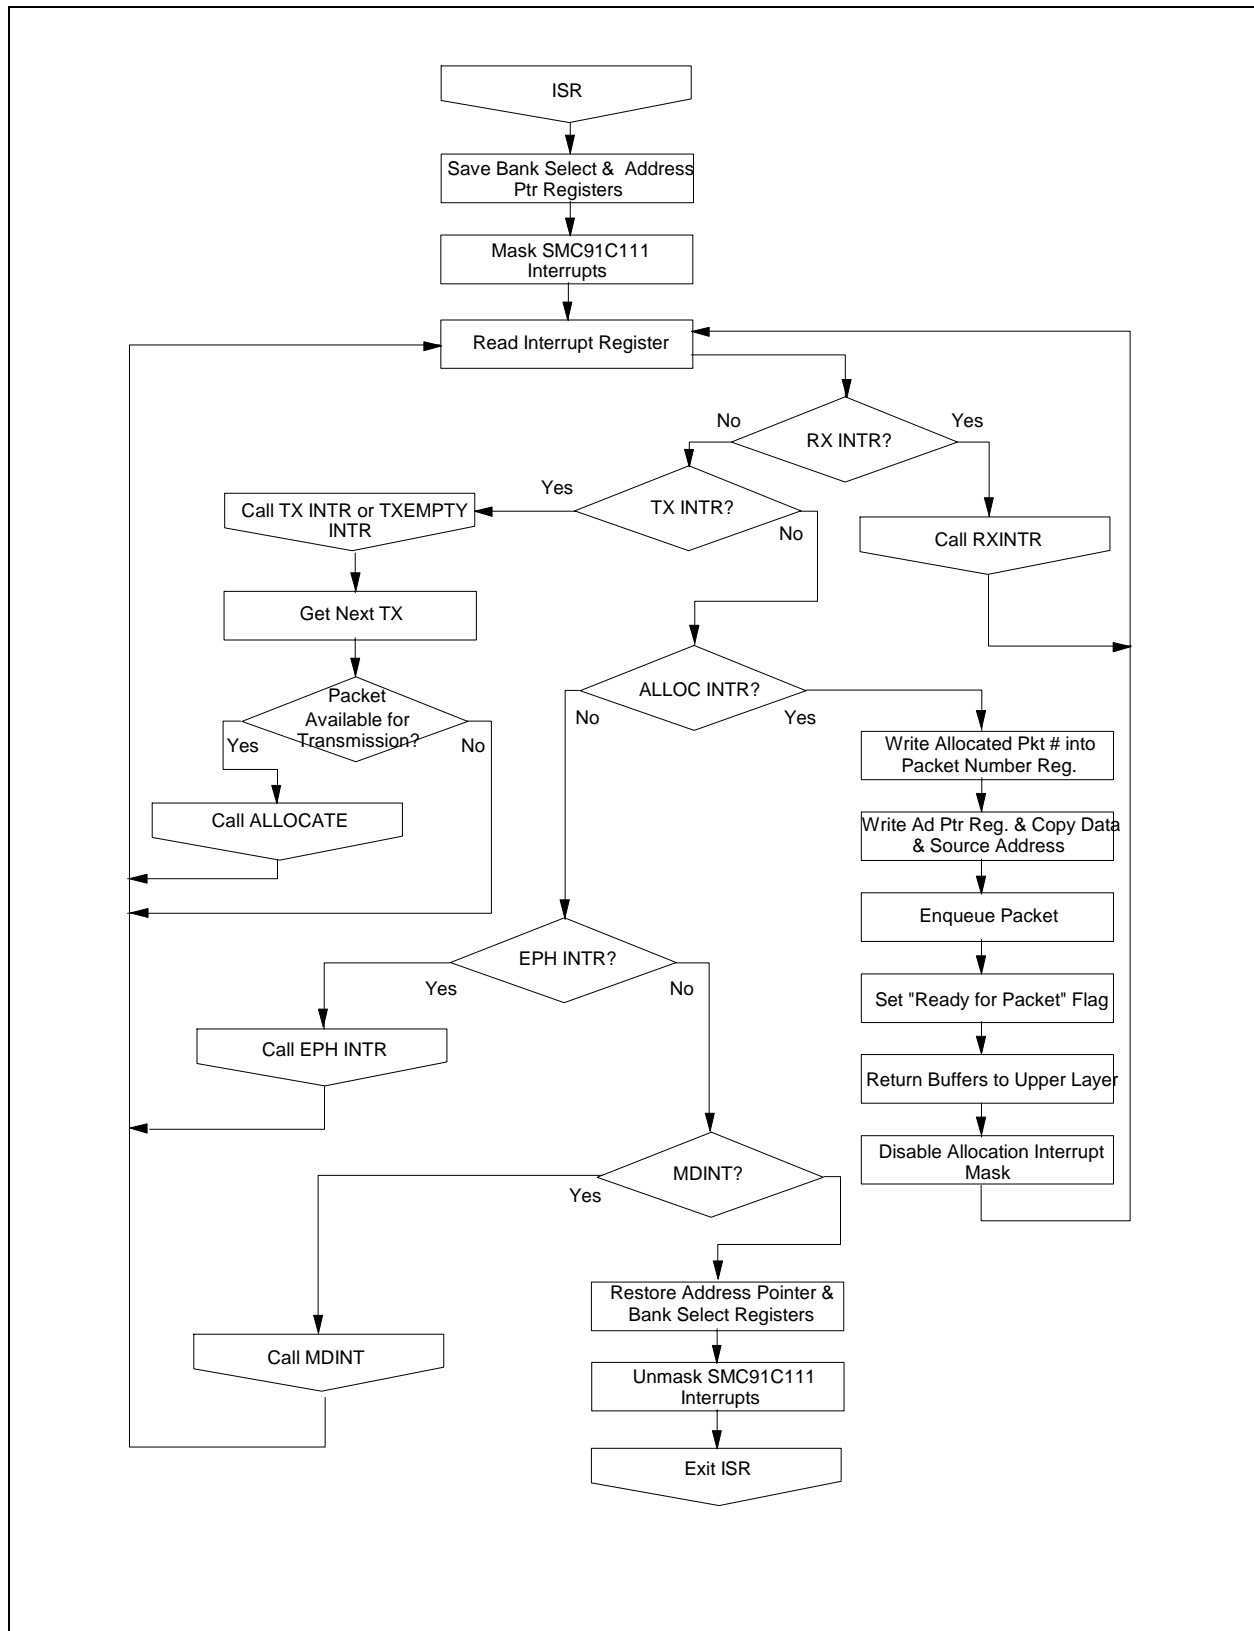 ISR
Save Bank Select &  Address
Ptr Registers
Mask SMC91C111
Interrupts
Read Interrupt Register
RX INTR?
No
Yes
TX INTR?
Yes
No
Call TX INTR or TXEMPTY
INTR
Call RXINTR
Get Next TX
ALLOC INTR?
No
Yes
Packet
Available for
Transmission?
Yes
No
Write Allocated Pkt # into
Packet Number Reg.
Call ALLOCATE
Write Ad Ptr Reg. & Copy Data
& Source Address
Enqueue Packet
EPH INTR?
Yes
No
Set "Ready for Packet" Flag
Call EPH INTR
Return Buffers to Upper Layer
Disable Allocation Interrupt
Mask
MDINT?
Yes
Restore Address Pointer &
Bank Select Registers
Call MDINT
Unmask SMC91C111
Interrupts
Exit ISR